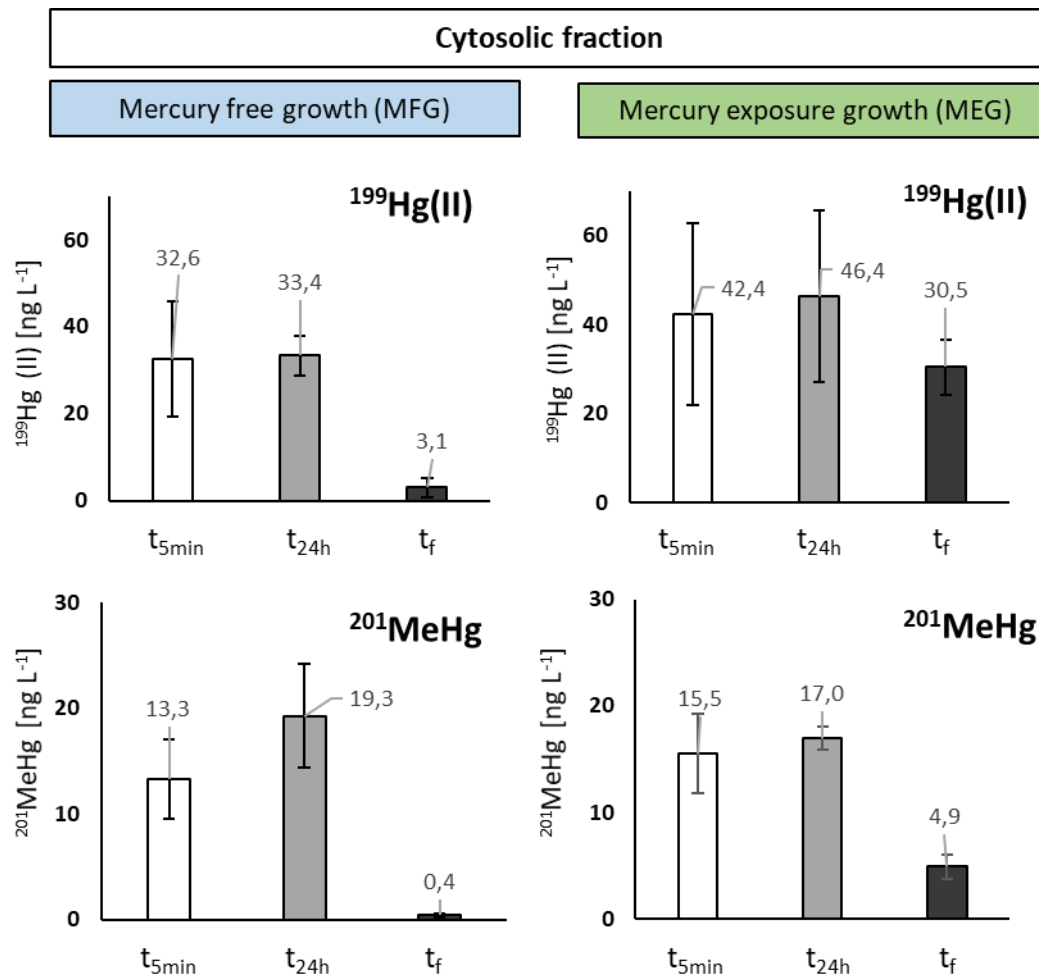 Cytosolic fraction
Mercury free growth (MFG)
Mercury exposure growth (MEG)
¹⁹⁹Hg(II)
¹⁹⁹Hg (II) [ng L⁻¹]
60
40
20
0
32,6
33,4
3,1
t₅ₘᵢₙ t₂₄ₕ t_f
¹⁹⁹Hg(II)
¹⁹⁹Hg (II) [ng L⁻¹]
60
40
20
0
42,4
46,4
30,5
t₅ₘᵢₙ t₂₄ₕ t_f
²⁰¹MeHg
²⁰¹MeHg [ng L⁻¹]
30
20
10
0
13,3
19,3
0,4
t₅ₘᵢₙ t₂₄ₕ t_f
²⁰¹MeHg
²⁰¹MeHg [ng L⁻¹]
30
20
10
0
15,5
17,0
4,9
t₅ₘᵢₙ t₂₄ₕ t_f